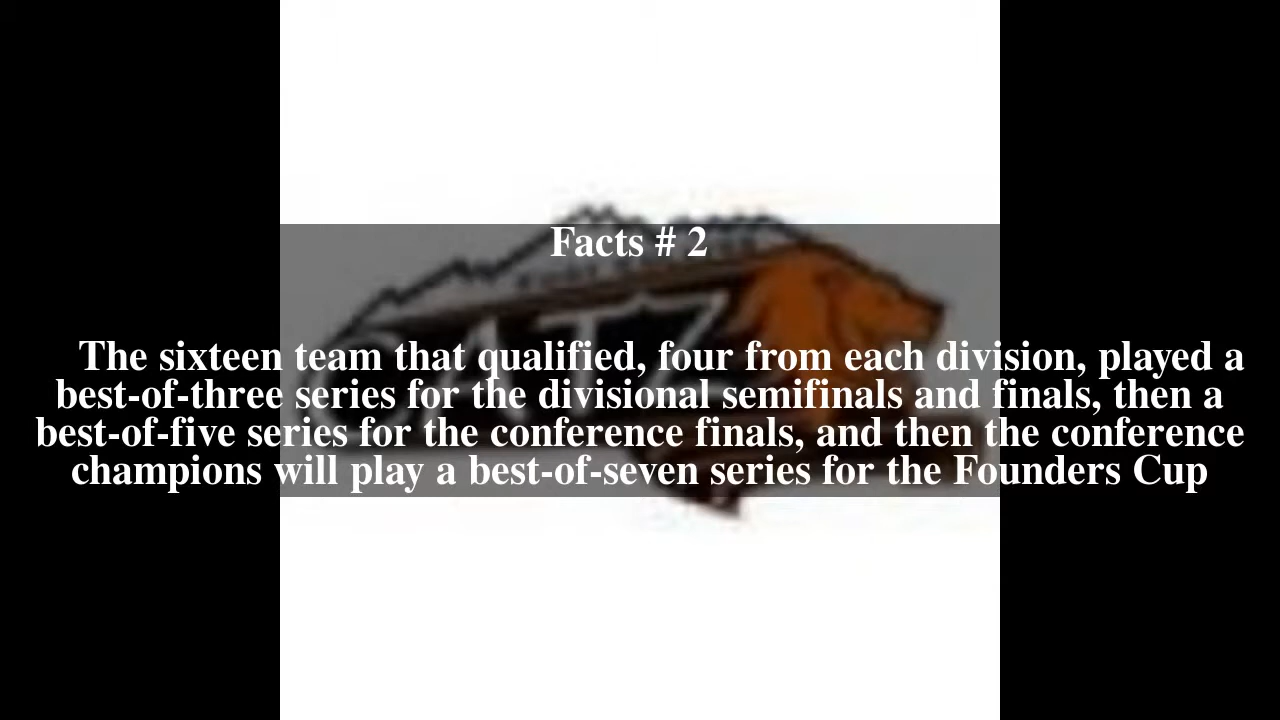 Facts # 2
The sixteen team that qualified, four from each division, played a
best-of-three series for the divisional semifinals and finals, then a
best-of-five series for the conference finals, and then the conference
champions will play a best-of-seven series for the Founders Cup